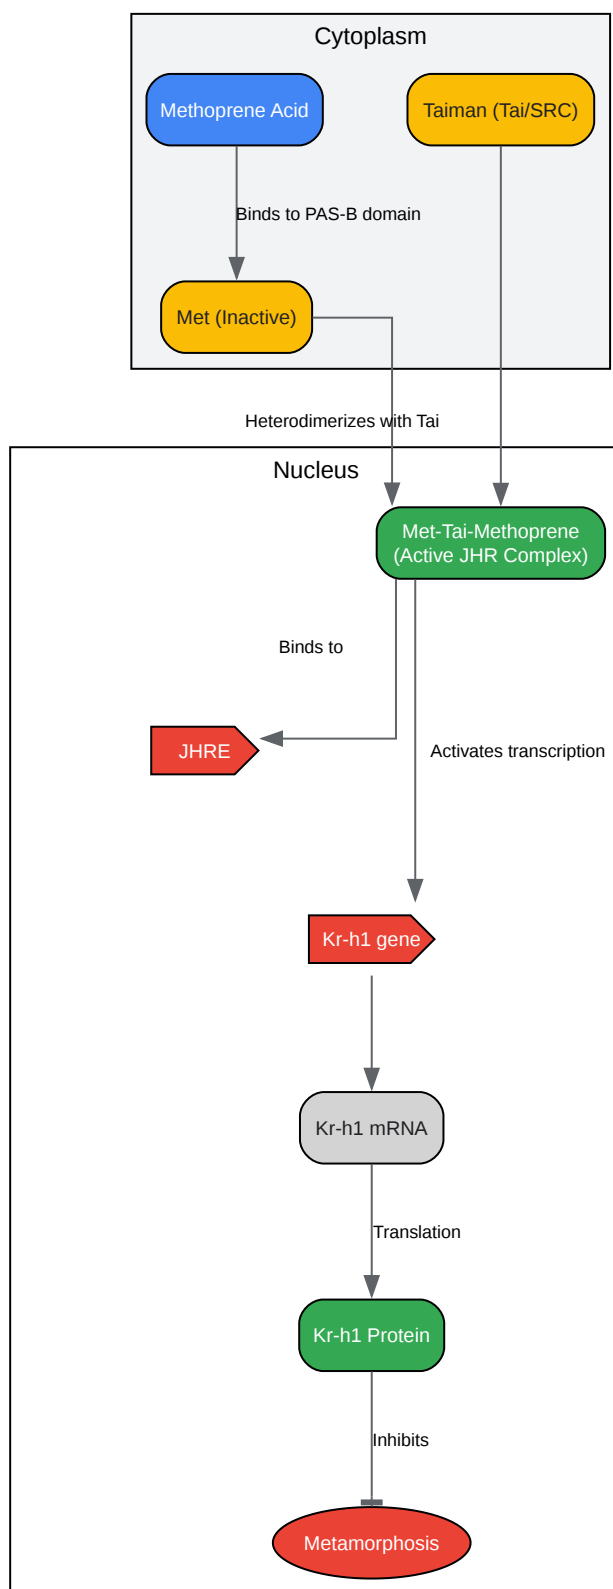 Cytoplasm
Methoprene Acid
Taiman (Tai/SRC)
Binds to PAS-B domain
Met (Inactive)
Heterodimerizes with Tai
Nucleus
Met-Tai-Methoprene
(Active JHR Complex)
Binds to
JHRE
Activates transcription
Kr-h1 gene
Kr-h1 mRNA
Translation
Kr-h1 Protein
Inhibits
Metamorphosis